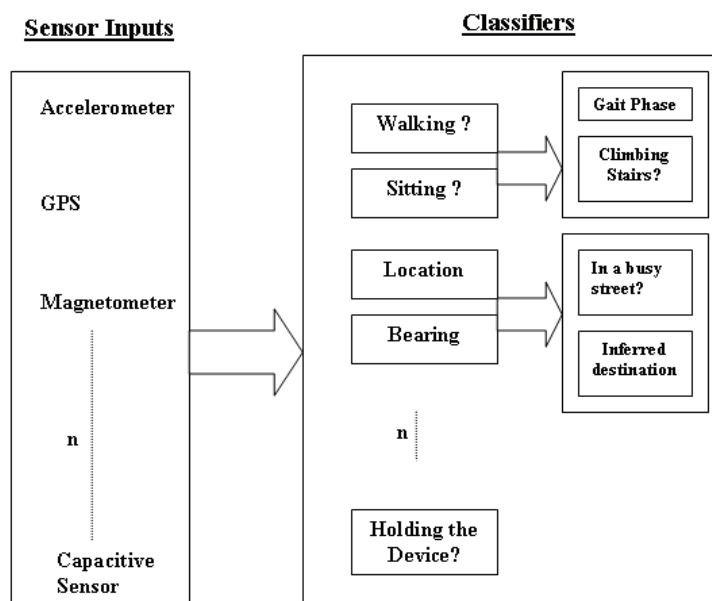 Sensor Inputs
Accelerometer
GPS
Magnetometer
n
Capacitive
Sensor
Classifiers
Walking ?
Sitting ?
Gait Phase
Climbing
Stairs?
Location
Bearing
In a busy
street?
Inferred
destination
n
Holding the
Device?